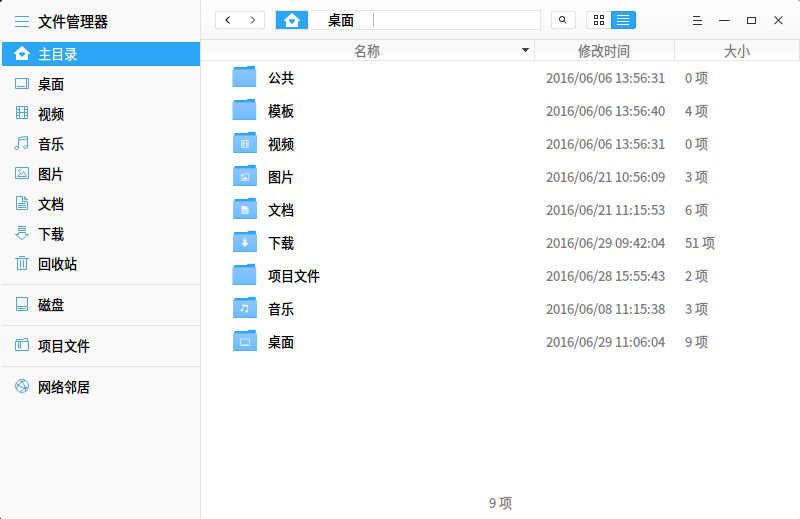 文件管理器
主目录
桌面
视频
音乐
图片
文档
下载
回收站
磁盘
项目文件
网络邻居
桌面
名称 修改时间 大小
公共 2016/06/06 13:56:31 0 项
模板 2016/06/06 13:56:40 4 项
视频 2016/06/06 13:56:31 0 项
图片 2016/06/21 10:56:09 3 项
文档 2016/06/21 11:15:53 6 项
下载 2016/06/29 09:42:04 51 项
项目文件 2016/06/28 15:55:43 2 项
音乐 2016/06/08 11:15:38 3 项
桌面 2016/06/29 11:06:04 9 项
9 项